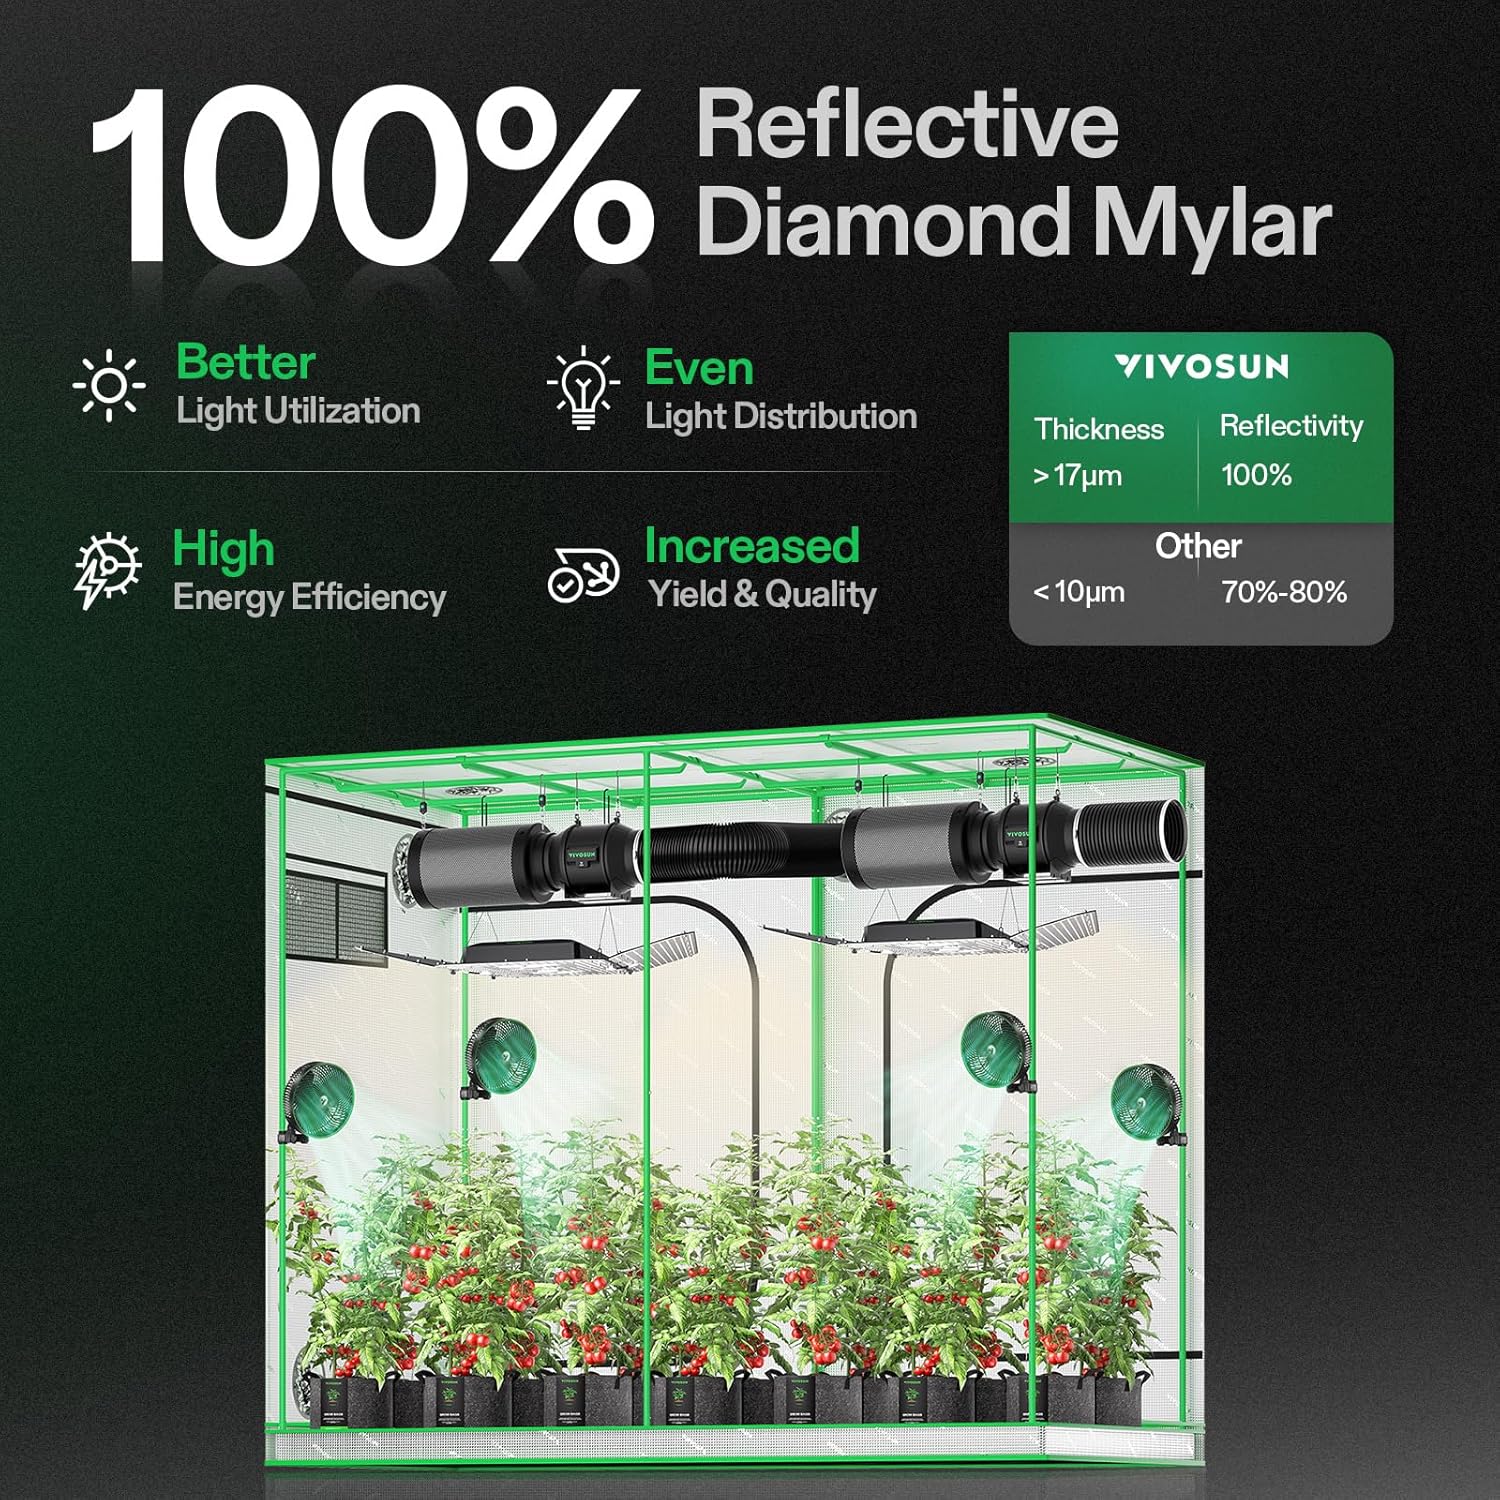 100%
Reflective
Diamond Mylar
Better
Light Utilization
Even
Light Distribution
High
Energy Efficiency
Increased
Yield & Quality
VIVOSUN
Thickness Reflectivity
> 17μm 100%
Other
< 10μm 70%-80%
VIVOSUN
VIVOSUN